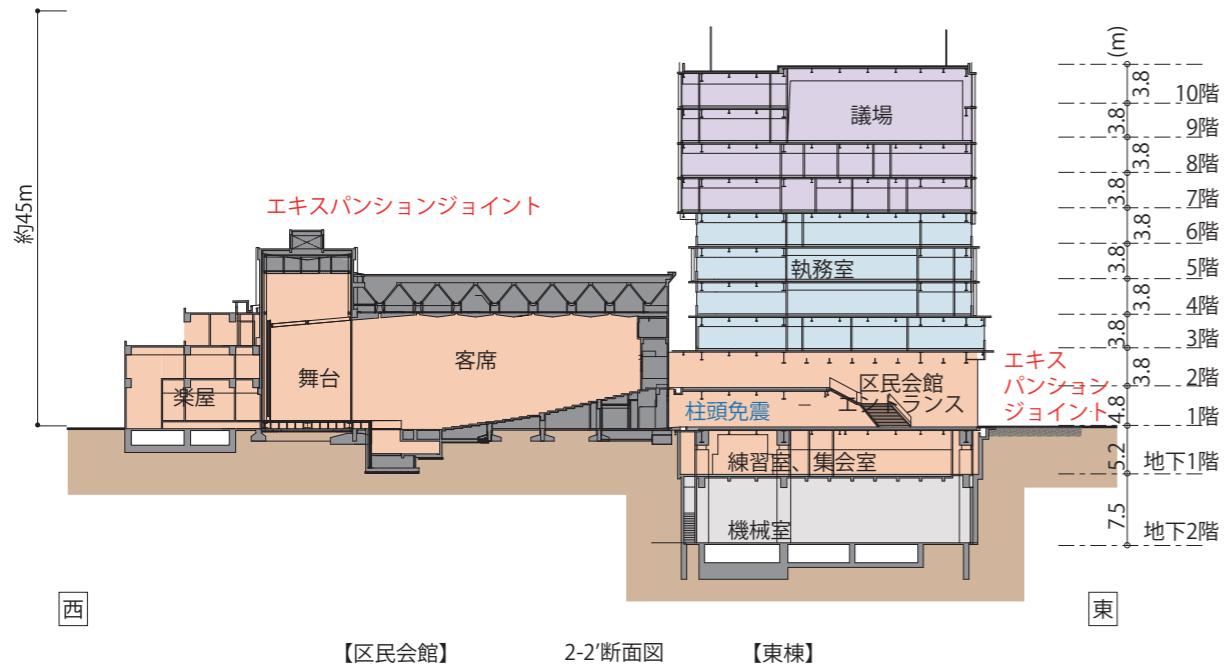 (m)
3.8
10階
3.8
9階
3.8
8階
3.8
7階
3.8
6階
3.8
5階
3.8
4階
3.8
3階
3.8
2階
4.8
1階
5.2
地下1階
7.5
地下2階
約45m
エキスパンションジョイント
議場
執務室
客席
舞台
楽屋
区民会館
エントランス
柱頭免震
エキス
パンション
ジョイント
練習室、集会室
機械室
西
東
【区民会館】 2-2'断面図 【東棟】